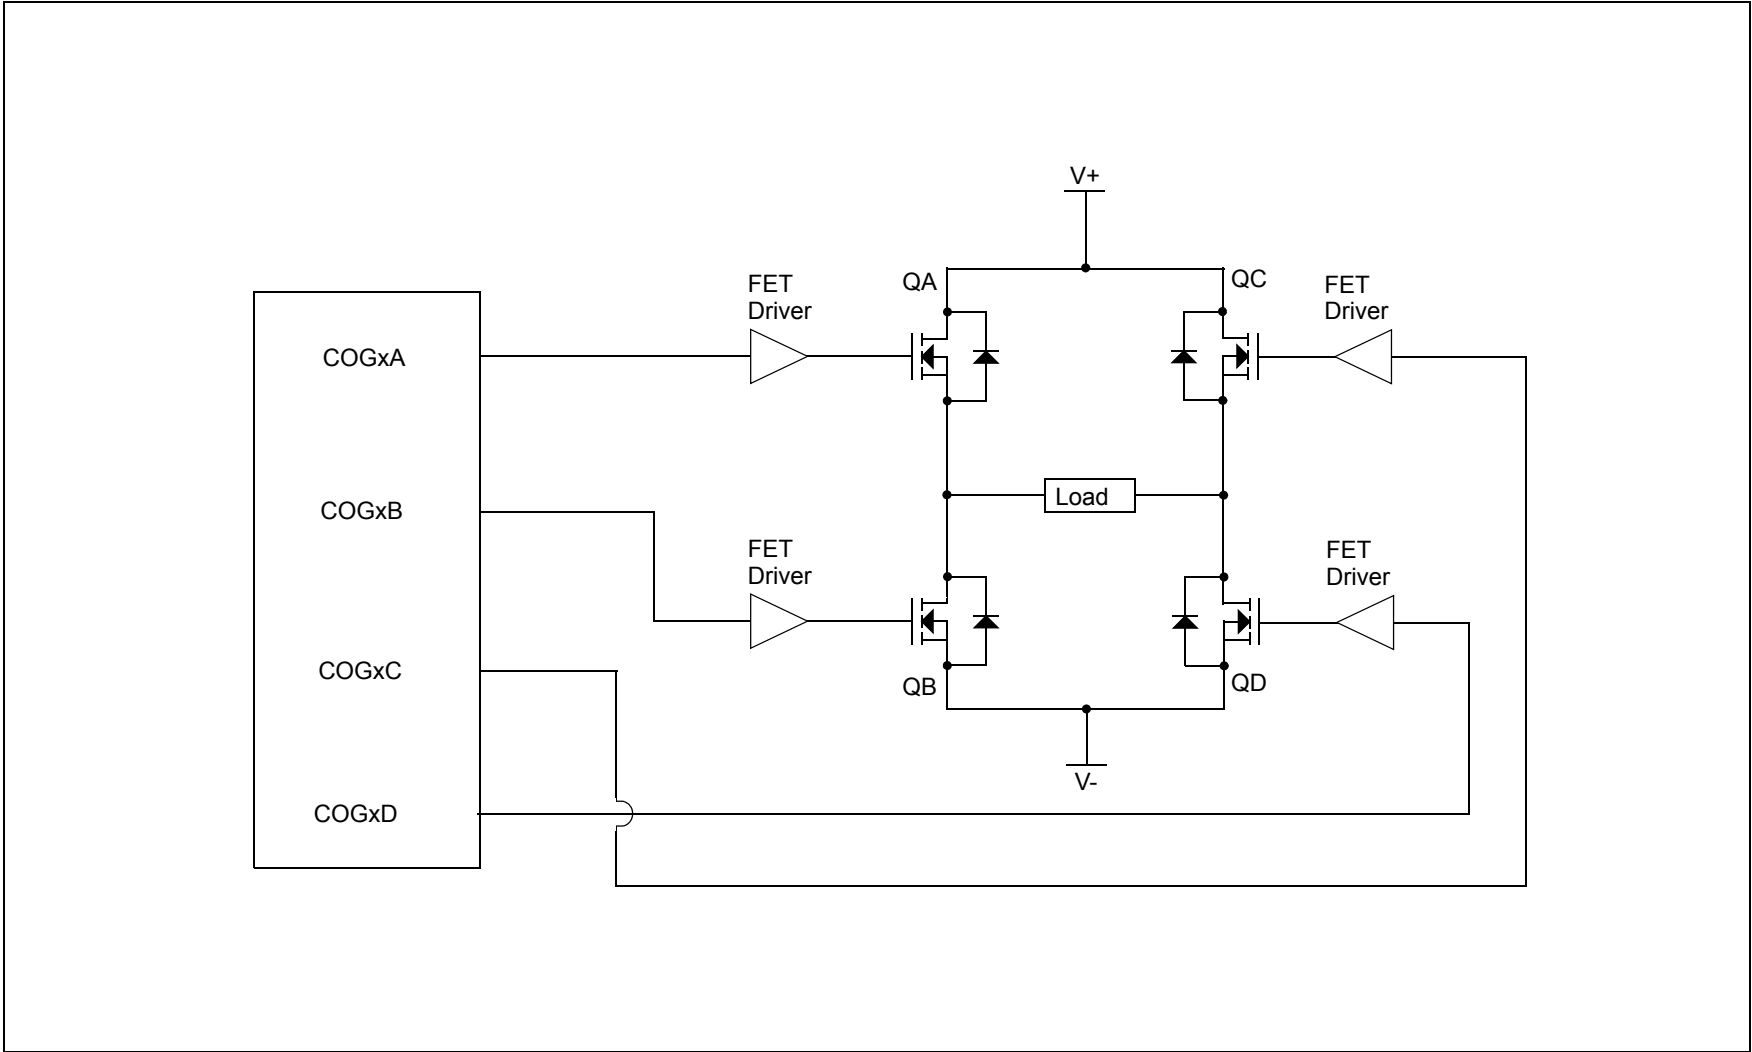 V+
QA
QC
FET
Driver
FET
Driver
COGxA
COGxB
Load
FET
Driver
FET
Driver
COGxC
QB
QD
V-
COGxD